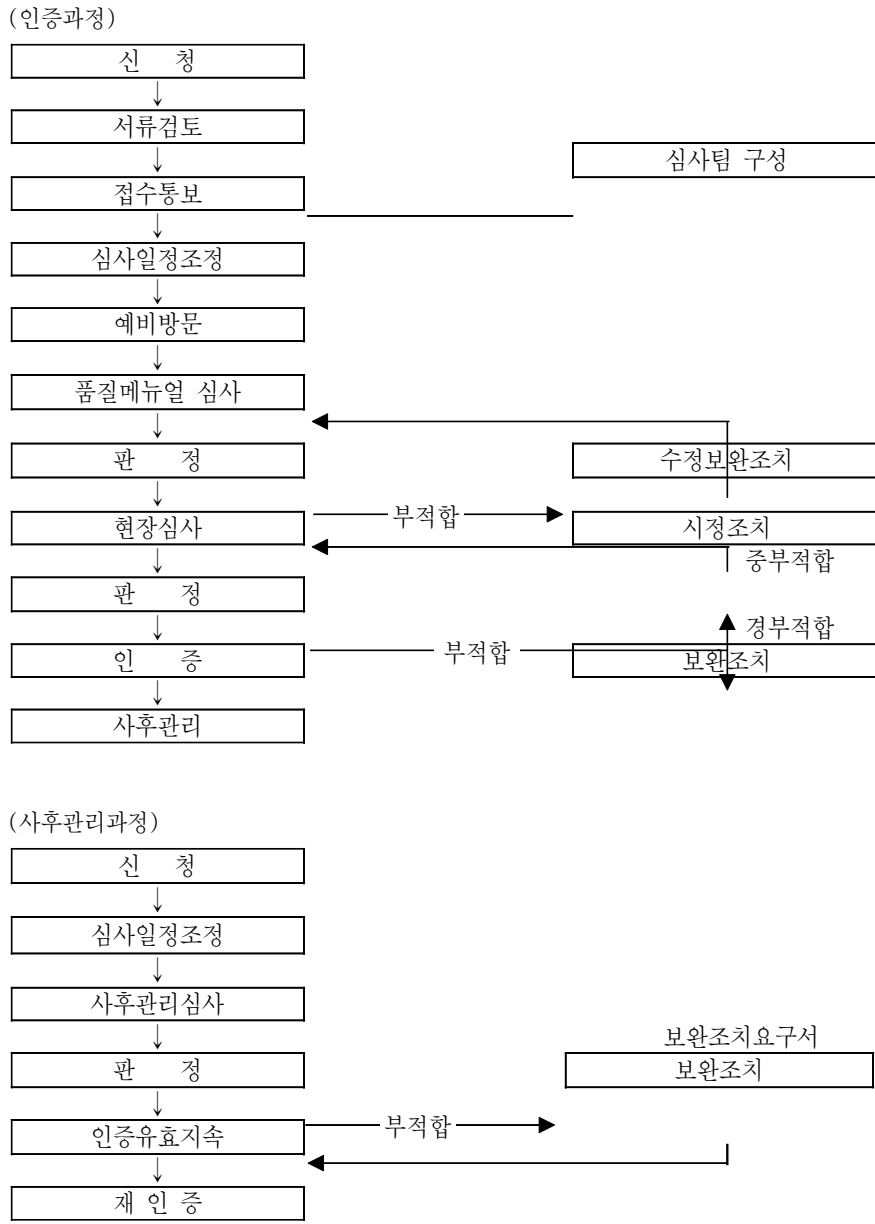 (인증과정)
신 청
서류검토
심사팀 구성
접수통보
심사일정조정
예비방문
품질메뉴얼 심사
판 정
수정보완조치
현장심사
부적합
시정조치
중부적합
판 정
경부적합
인 증
부적합
보완조치
사후관리
(사후관리과정)
신 청
심사일정조정
사후관리심사
보완조치요구서
판 정
보완조치
인증유효지속
부적합
재 인 증